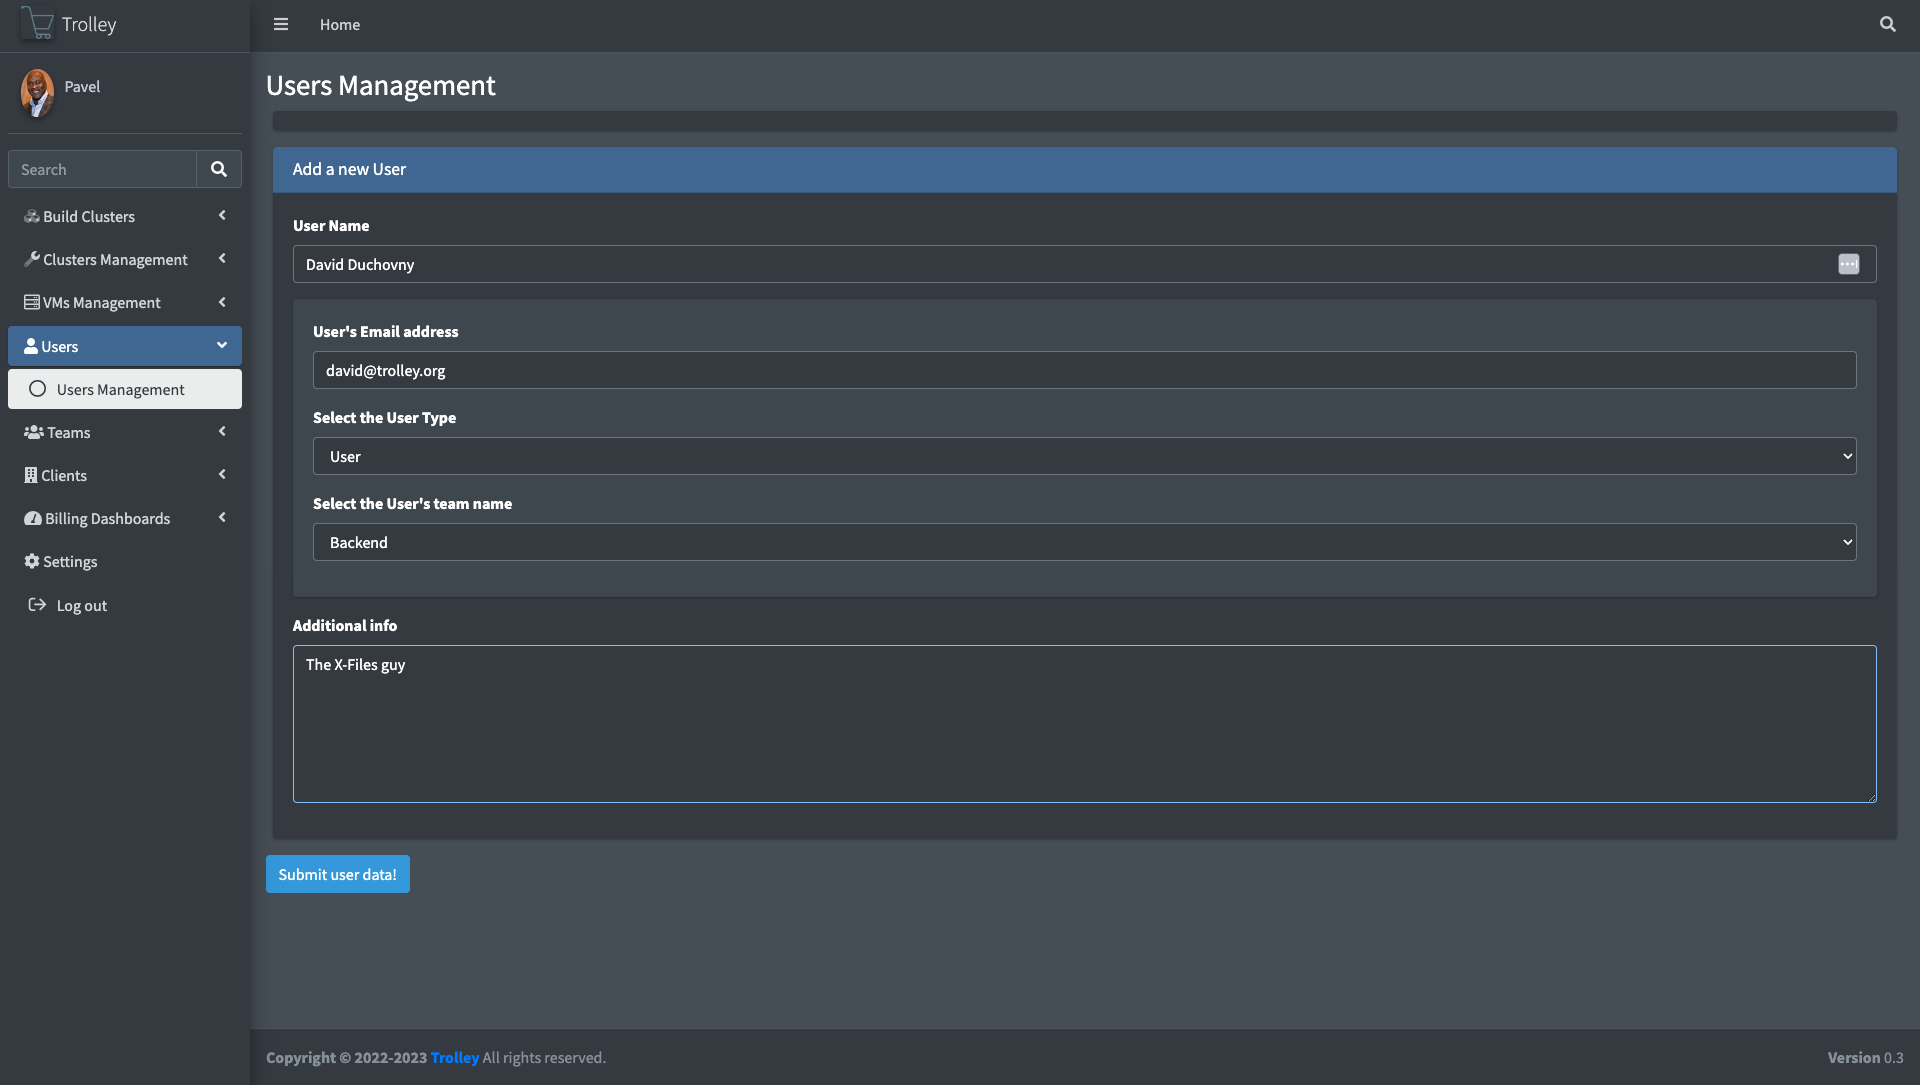 Trolley
Home
Pavel
Search
Build Clusters
Clusters Management
VMs Management
Users
Users Management
Teams
Clients
Billing Dashboards
Settings
Log out
Users Management
Add a new User
User Name
David Duchovny
User's Email address
david@trolley.org
Select the User Type
User
Select the User's team name
Backend
Additional info
The X-Files guy
Submit user data!
Copyright © 2022-2023 Trolley All rights reserved.
Version 0.3